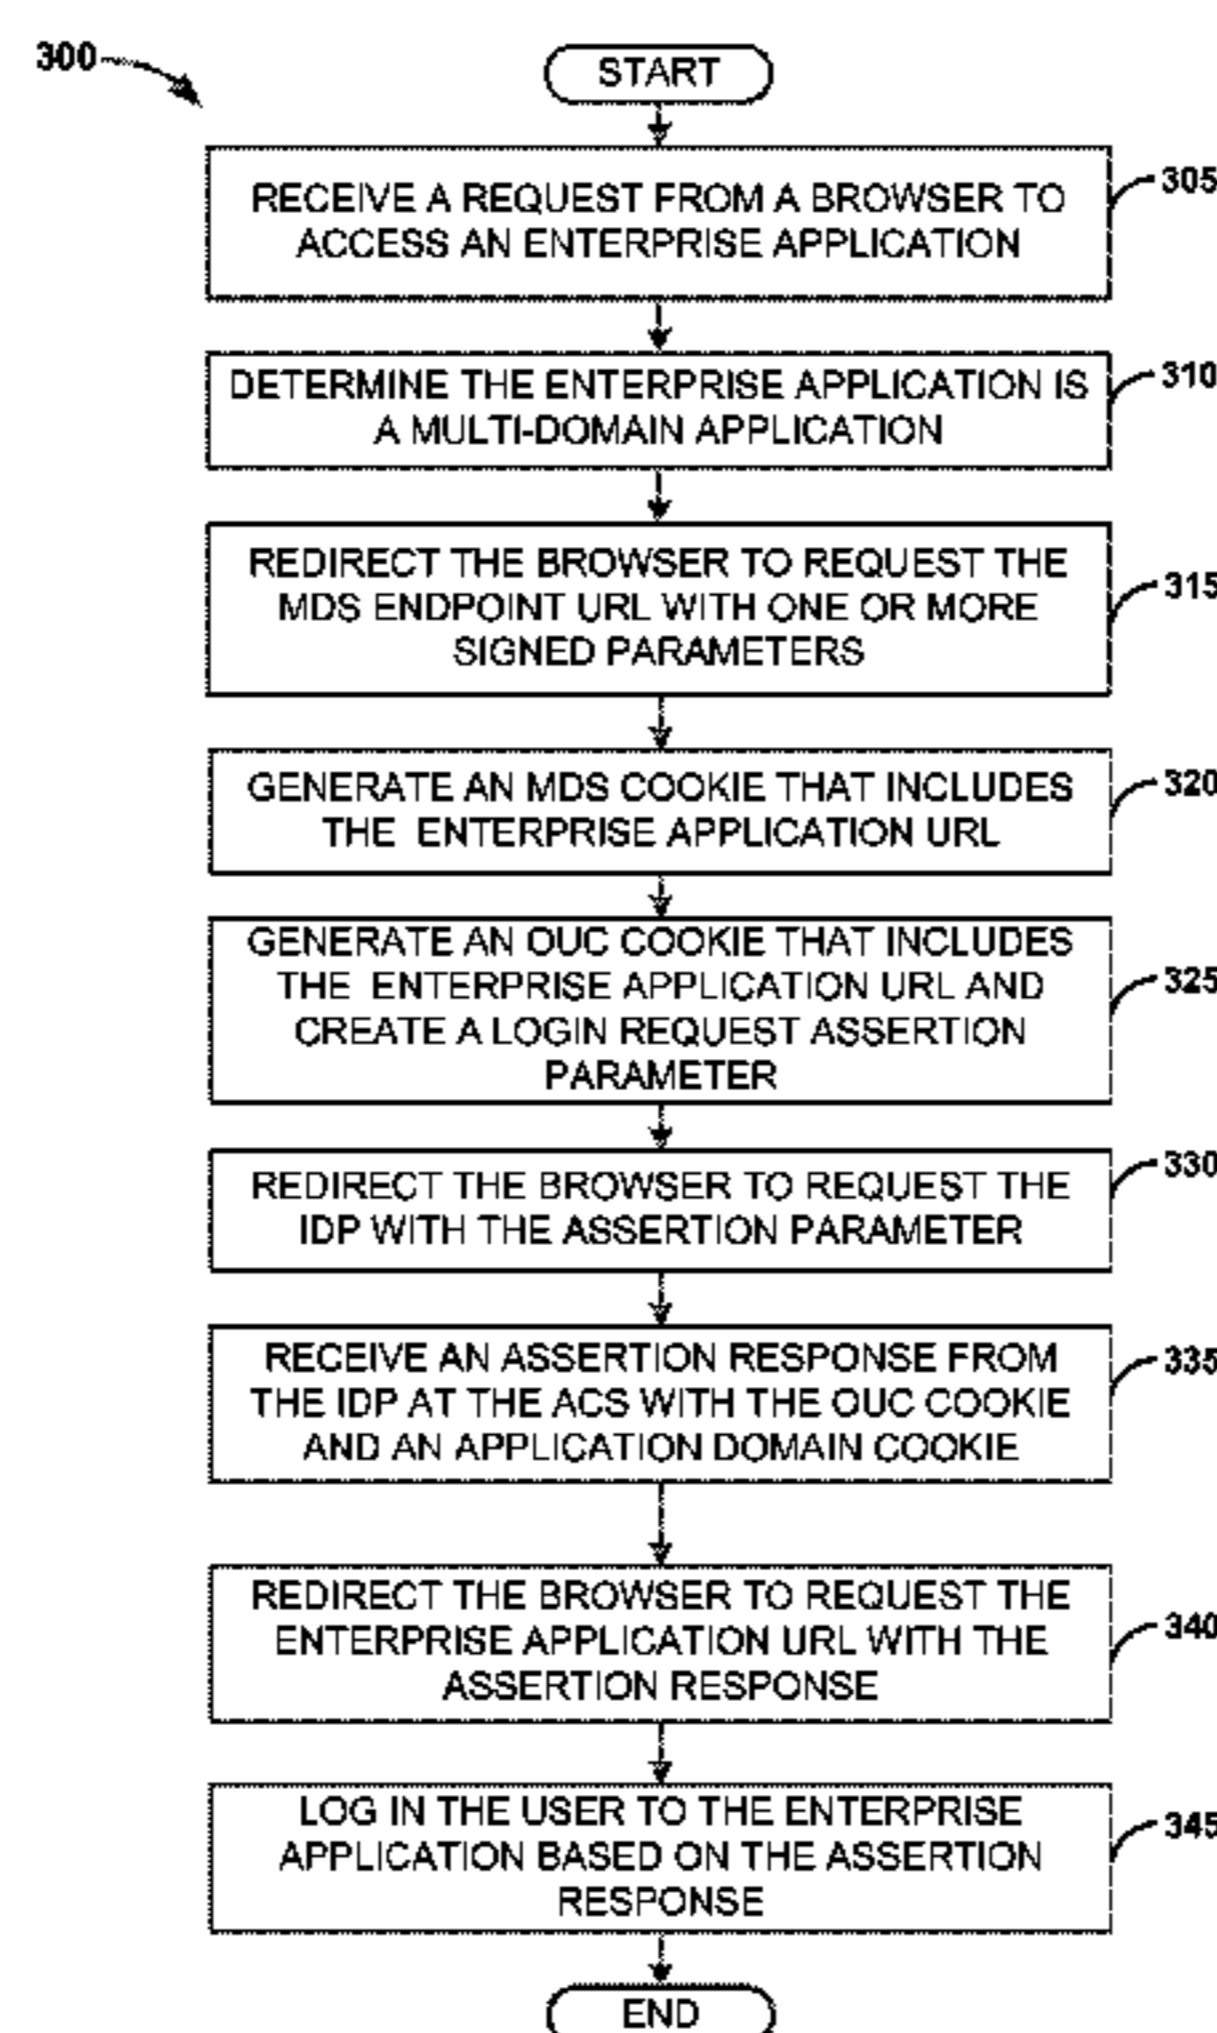 300
START
RECEIVE A REQUEST FROM A BROWSER TO
ACCESS AN ENTERPRISE APPLICATION
305
DETERMINE THE ENTERPRISE APPLICATION IS
A MULTI-DOMAIN APPLICATION
310
REDIRECT THE BROWSER TO REQUEST THE
MDS ENDPOINT URL WITH ONE OR MORE
SIGNED PARAMETERS
315
GENERATE AN MDS COOKIE THAT INCLUDES
THE ENTERPRISE APPLICATION URL
320
GENERATE AN OUC COOKIE THAT INCLUDES
THE ENTERPRISE APPLICATION URL AND
CREATE A LOGIN REQUEST ASSERTION
PARAMETER
325
REDIRECT THE BROWSER TO REQUEST THE
IDP WITH THE ASSERTION PARAMETER
330
RECEIVE AN ASSERTION RESPONSE FROM
THE IDP AT THE ACS WITH THE OUC COOKIE
AND AN APPLICATION DOMAIN COOKIE
335
REDIRECT THE BROWSER TO REQUEST THE
ENTERPRISE APPLICATION URL WITH THE
ASSERTION RESPONSE
340
LOG IN THE USER TO THE ENTERPRISE
APPLICATION BASED ON THE ASSERTION
RESPONSE
345
END